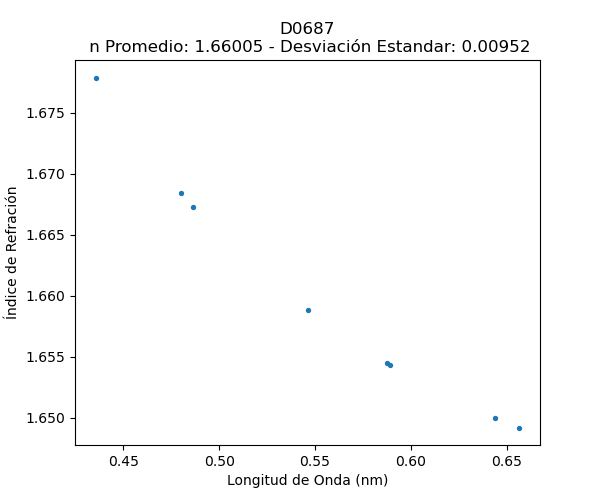 D0687
n Promedio: 1.66005 - Desviación Estandar: 0.00952
Índice de Refración
1.675
1.670
1.665
1.660
1.655
1.650
0.45 0.50 0.55 0.60 0.65
Longitud de Onda (nm)